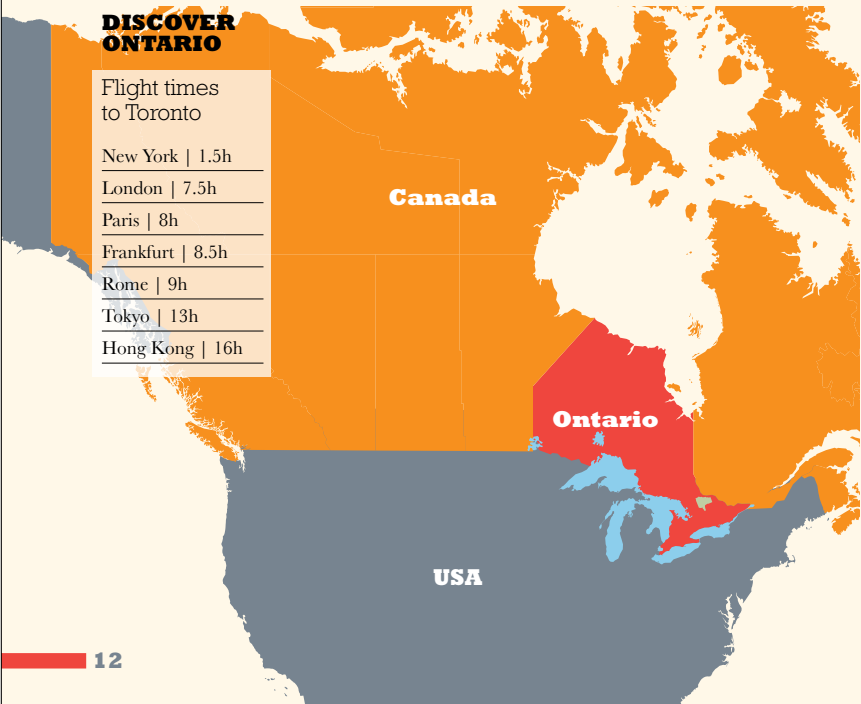 DISCOVER
ONTARIO
Flight times
to Toronto
New York | 1.5h
London | 7.5h
Paris | 8h
Frankfurt | 8.5h
Rome | 9h
Tokyo | 13h
Hong Kong | 16h
Canada
Ontario
USA
12